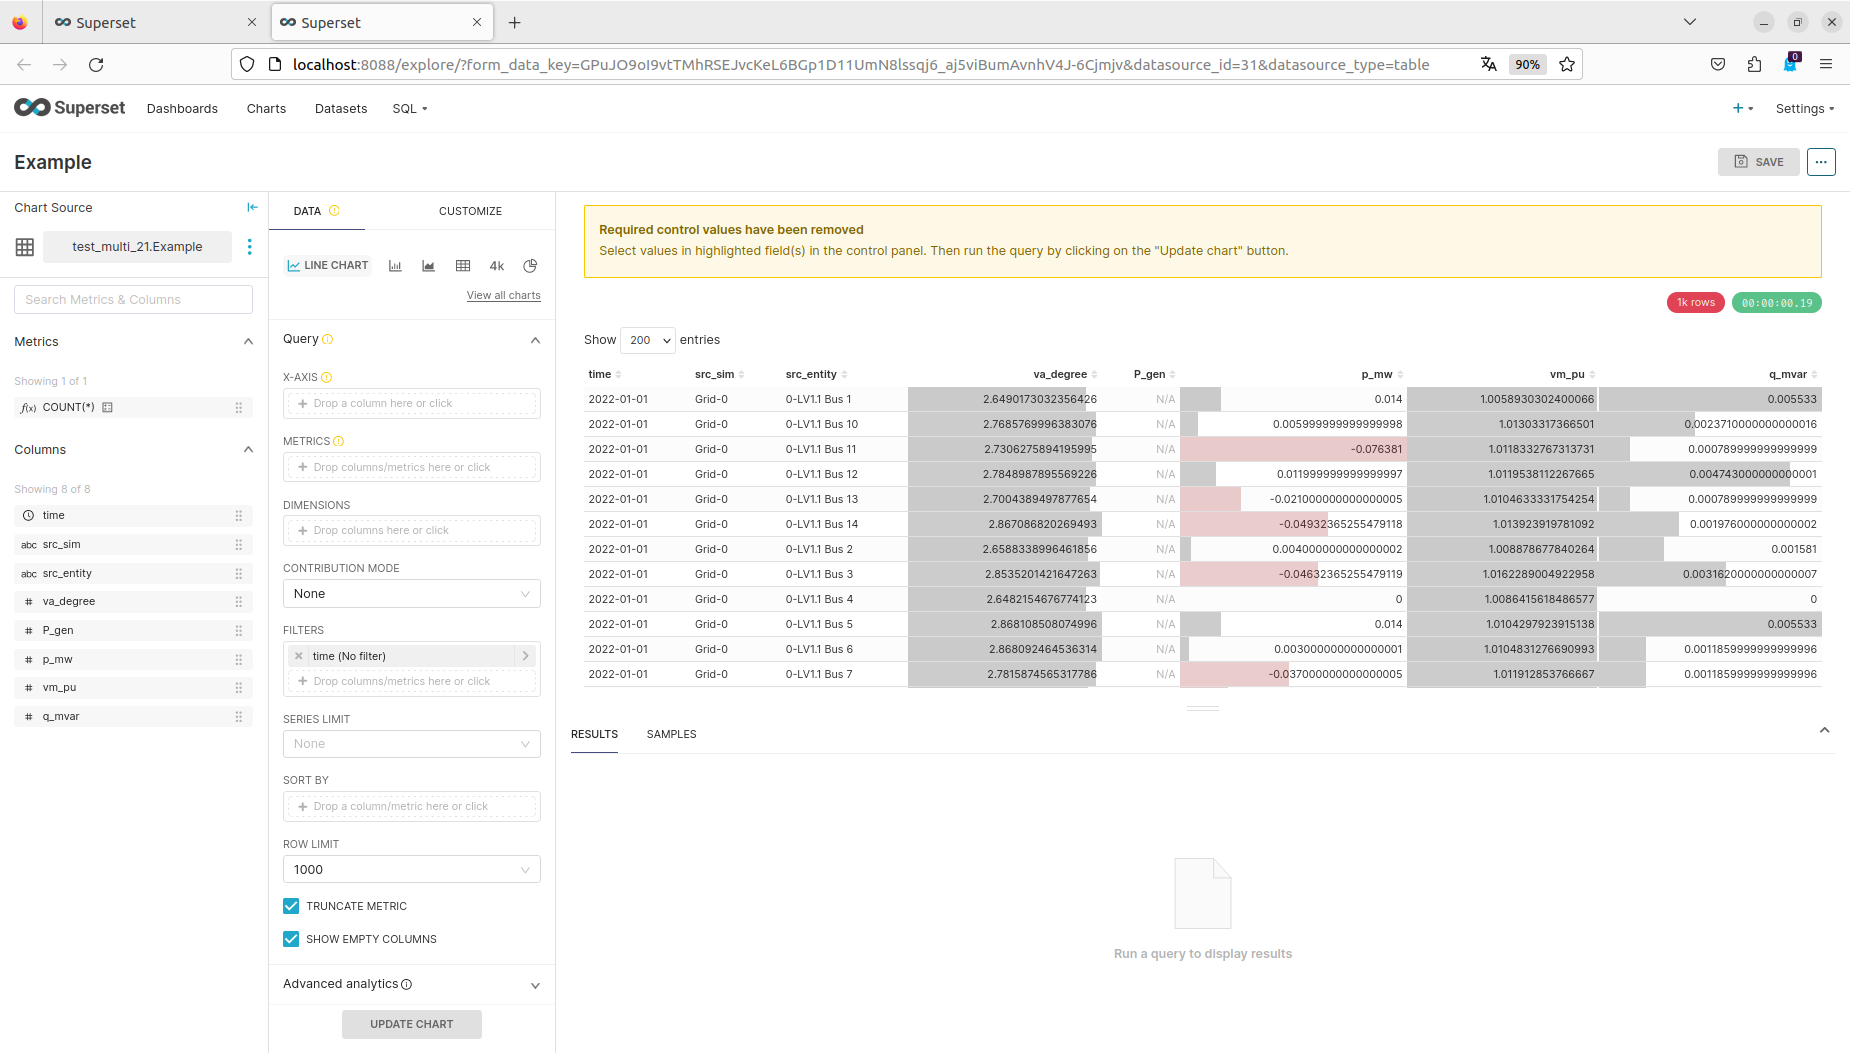 Superset
Superset
localhost:8088/explore/?form_data_key=GPuJO9oI9vtTMhRSEJvcKeL6BGp1D11UmN8lssqj6_aj5viBumAvnhV4J-6Cjmjv&datasource_id=31&datasource_type=table
90%
0
Superset
Dashboards
Charts
Datasets
SQL
Settings
Example
SAVE
Chart Source
test_multi_21.Example
Search Metrics & Columns
Metrics
Showing 1 of 1
f(x) COUNT(*)
Columns
Showing 8 of 8
time
abc src_sim
abc src_entity
# va_degree
# P_gen
# p_mw
# vm_pu
# q_mvar
DATA
CUSTOMIZE
LINE CHART
4k
View all charts
Query
X-AXIS
+ Drop a column here or click
METRICS
+ Drop columns/metrics here or click
DIMENSIONS
+ Drop columns here or click
CONTRIBUTION MODE
None
FILTERS
time (No filter)
+ Drop columns/metrics here or click
SERIES LIMIT
None
SORT BY
+ Drop a column/metric here or click
ROW LIMIT
1000
TRUNCATE METRIC
SHOW EMPTY COLUMNS
Advanced analytics
UPDATE CHART
Required control values have been removed
Select values in highlighted field(s) in the control panel. Then run the query by clicking on the "Update chart" button.
1k rows
00:00:00.19
Show 200 entries
time src_sim src_entity va_degree P_gen p_mw vm_pu q_mvar
2022-01-01 Grid-0 0-LV1.1 Bus 1 2.6490173032356426 N/A 0.014 1.0058930302400066 0.005533
2022-01-01 Grid-0 0-LV1.1 Bus 10 2.7685769996383076 N/A 0.005999999999999998 1.01303317366501 0.0023710000000000016
2022-01-01 Grid-0 0-LV1.1 Bus 11 2.7306275894195995 N/A -0.076381 1.0118332767313731 0.000789999999999999
2022-01-01 Grid-0 0-LV1.1 Bus 12 2.7848987895569226 N/A 0.011999999999999997 1.0119538112267665 0.004743000000000001
2022-01-01 Grid-0 0-LV1.1 Bus 13 2.7004389497877654 N/A -0.021000000000000005 1.0104633331754254 0.000789999999999999
2022-01-01 Grid-0 0-LV1.1 Bus 14 2.867086820269493 N/A -0.04932365255479118 1.013923919781092 0.001976000000000002
2022-01-01 Grid-0 0-LV1.1 Bus 2 2.6588338996461856 N/A 0.004000000000000002 1.008878677840264 0.001581
2022-01-01 Grid-0 0-LV1.1 Bus 3 2.8535201421647263 N/A -0.04632365255479119 1.0162289004922958 0.0031620000000000007
2022-01-01 Grid-0 0-LV1.1 Bus 4 2.6482154676774123 N/A 0 1.0086415618486577 0
2022-01-01 Grid-0 0-LV1.1 Bus 5 2.868108508074996 N/A 0.014 1.0104297923915138 0.005533
2022-01-01 Grid-0 0-LV1.1 Bus 6 2.868092464536314 N/A 0.003000000000000001 1.0104831276690993 0.0011859999999999996
2022-01-01 Grid-0 0-LV1.1 Bus 7 2.7815874565317786 N/A -0.037000000000000005 1.011912853766667 0.0011859999999999996
RESULTS
SAMPLES
Run a query to display results